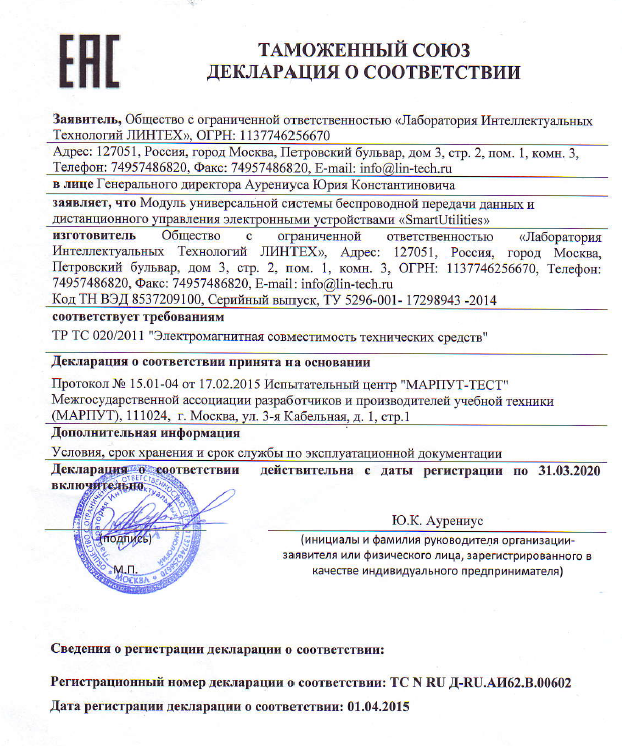 EAC
ТАМОЖЕННЫЙ СОЮЗ
ДЕКЛАРАЦИЯ О СООТВЕТСТВИИ
Заявитель, Общество с ограниченной ответственностью «Лаборатория Интеллектуальных
Технологий ЛИНТЕХ», ОГРН: 1137746256670
Адрес: 127051, Россия, город Москва, Петровский бульвар, дом 3, стр. 2, пом. 1, комн. 3,
Телефон: 74957486820, Факс: 74957486820, E-mail: info@lin-tech.ru
в лице Генерального директора Аурениуса Юрия Константиновича
заявляет, что Модуль универсальной системы беспроводной передачи данных и
дистанционного управления электронными устройствами «SmartUtilities»
изготовитель Общество с ограниченной ответственностью «Лаборатория
Интеллектуальных Технологий ЛИНТЕХ», Адрес: 127051, Россия, город Москва,
Петровский бульвар, дом 3, стр. 2, пом. 1, комн. 3, ОГРН: 1137746256670, Телефон:
74957486820, Факс: 74957486820, E-mail: info@lin-tech.ru
Код ТН ВЭД 8537209100, Серийный выпуск, ТУ 5296-001- 17298943 -2014
соответствует требованиям
ТР ТС 020/2011 "Электромагнитная совместимость технических средств"
Декларация о соответствии принята на основании
Протокол № 15.01-04 от 17.02.2015 Испытательный центр "МАРПУТ-ТЕСТ"
Межгосударственной ассоциации разработчиков и производителей учебной техники
(МАРПУТ), 111024, г. Москва, ул. 3-я Кабельная, д. 1, стр.1
Дополнительная информация
Условия, срок хранения и срок службы по эксплуатационной документации
Декларация о соответствии действительна с даты регистрации по 31.03.2020
включительно
Ю.К. Аурениус
(подпись)
(инициалы и фамилия руководителя организации-
заявителя или физического лица, зарегистрированного в
качестве индивидуального предпринимателя)
М.П.
ОБЩЕСТВО С ОГРАНИЧЕННОЙ ОТВЕТСТВЕННОСТЬЮ
МОСКВА
Сведения о регистрации декларации о соответствии:
Регистрационный номер декларации о соответствии: ТС N RU Д-RU.АИ62.В.00602
Дата регистрации декларации о соответствии: 01.04.2015